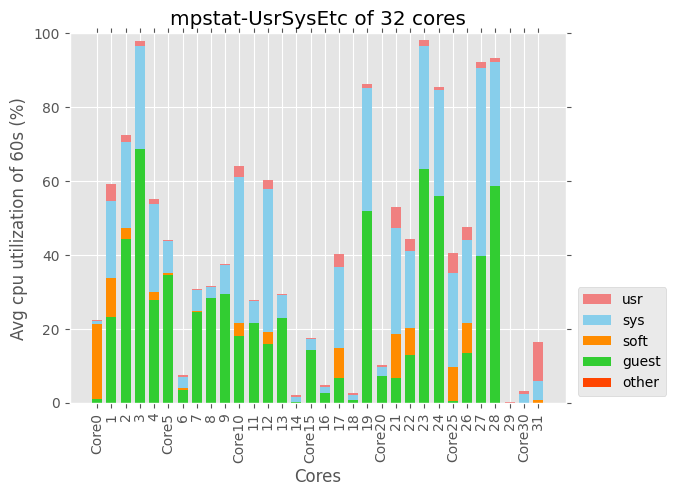 mpstat-UsrSysEtc of 32 cores
Avg cpu utilization of 60s (%)
100
80
60
40
20
0
Core0
1
2
3
4
Core5
6
7
8
9
Core10
11
12
13
14
Core15
16
17
18
19
Core20
21
22
23
24
Core25
26
27
28
29
Core30
31
Cores
usr
sys
soft
guest
other